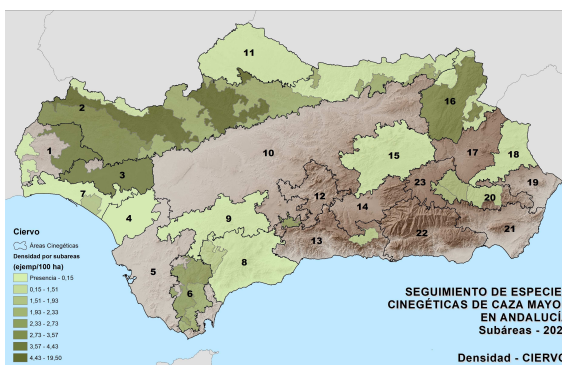 11
2
16
1
10
15
17
18
3
7
23
19
12
20
4
9
14
21
13
22
5
8
6
Ciervo
Áreas Cinegéticas
Densidad por subareas
(ejemp/100 ha)
Presencia - 0,15
0,15 - 1,51
1,51 - 1,93
1,93 - 2,33
2,33 - 2,73
2,73 - 3,57
3,57 - 4,43
4,43 - 19,50
SEGUIMIENTO DE ESPECIE
CINEGÉTICAS DE CAZA MAYO
EN ANDALUCÍ
Subáreas - 202
Densidad - CIERVO